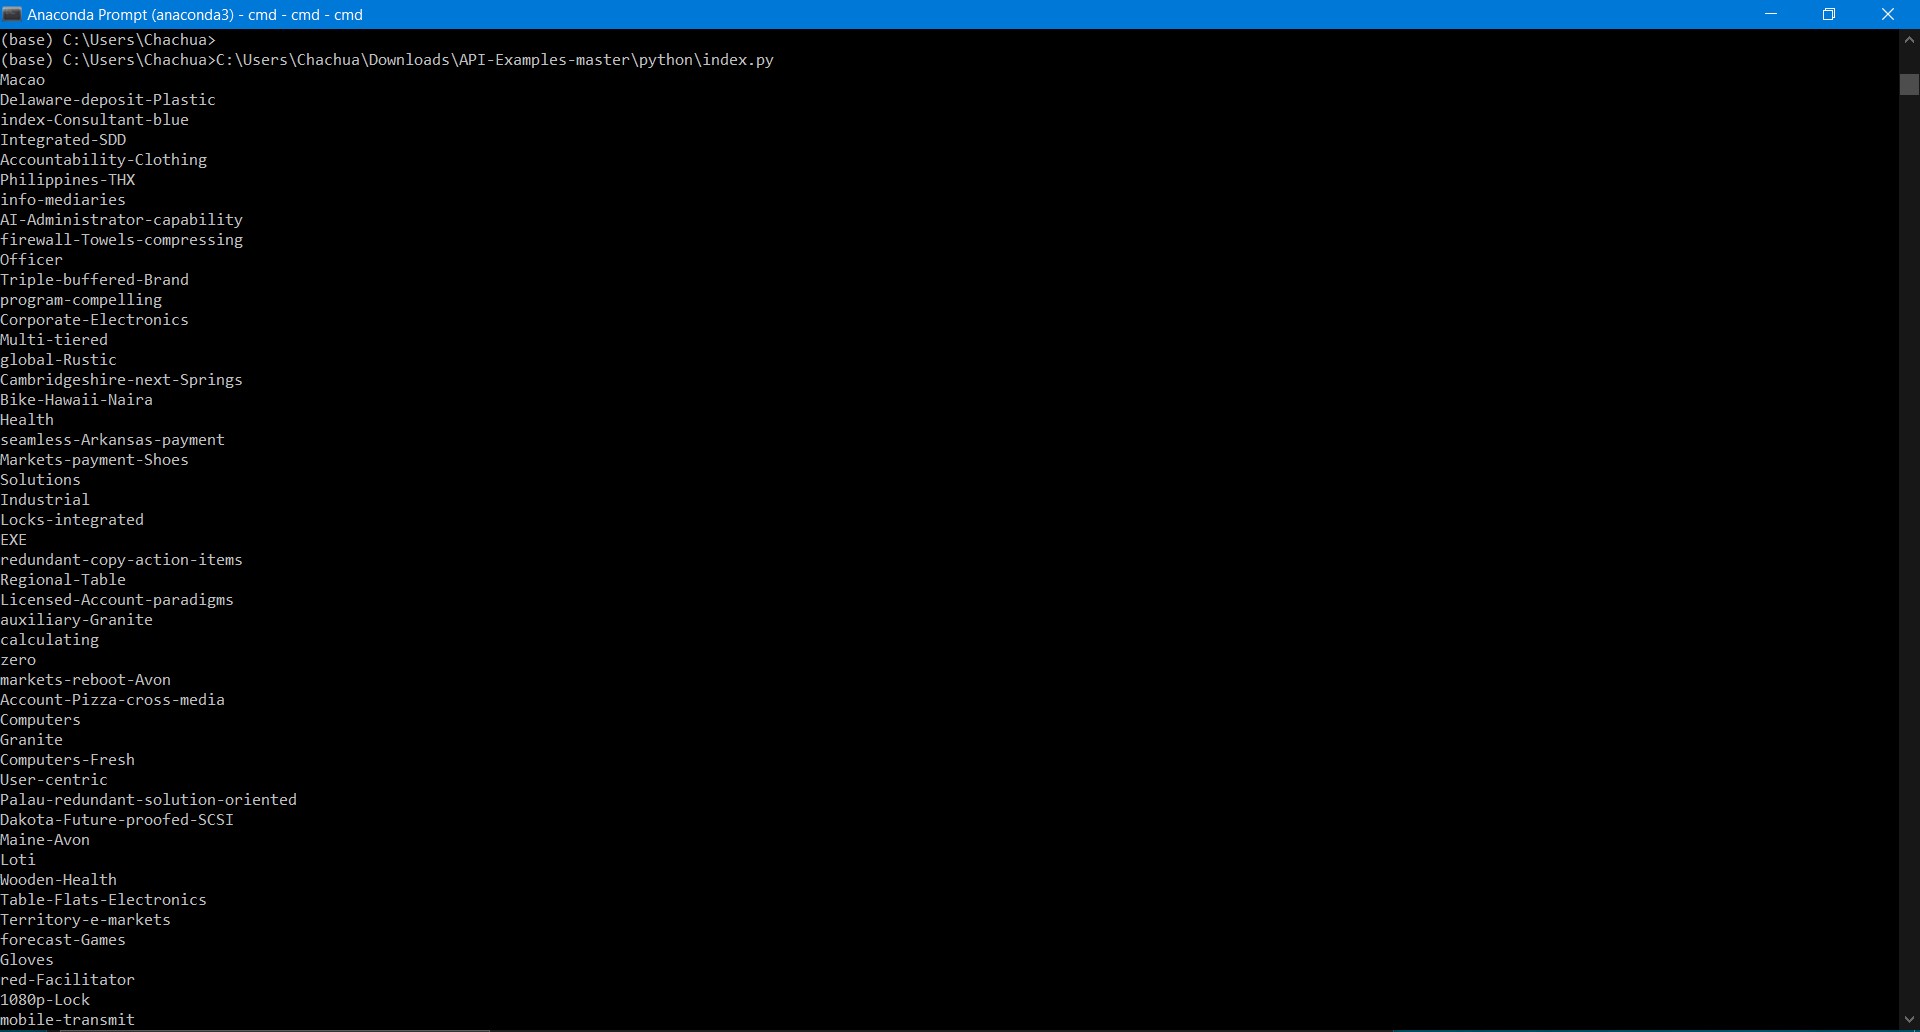 Anaconda Prompt (anaconda3) - cmd - cmd - cmd
(base) C:\Users\Chachua>
(base) C:\Users\Chachua>C:\Users\Chachua\Downloads\API-Examples-master\python\index.py
Macao
Delaware-deposit-Plastic
index-Consultant-blue
Integrated-SDD
Accountability-Clothing
Philippines-THX
info-mediaries
AI-Administrator-capability
firewall-Towels-compressing
Officer
Triple-buffered-Brand
program-compelling
Corporate-Electronics
Multi-tiered
global-Rustic
Cambridgeshire-next-Springs
Bike-Hawaii-Naira
Health
seamless-Arkansas-payment
Markets-payment-Shoes
Solutions
Industrial
Locks-integrated
EXE
redundant-copy-action-items
Regional-Table
Licensed-Account-paradigms
auxiliary-Granite
calculating
zero
markets-reboot-Avon
Account-Pizza-cross-media
Computers
Granite
Computers-Fresh
User-centric
Palau-redundant-solution-oriented
Dakota-Future-proofed-SCSI
Maine-Avon
Loti
Wooden-Health
Table-Flats-Electronics
Territory-e-markets
forecast-Games
Gloves
red-Facilitator
1080p-Lock
mobile-transmit